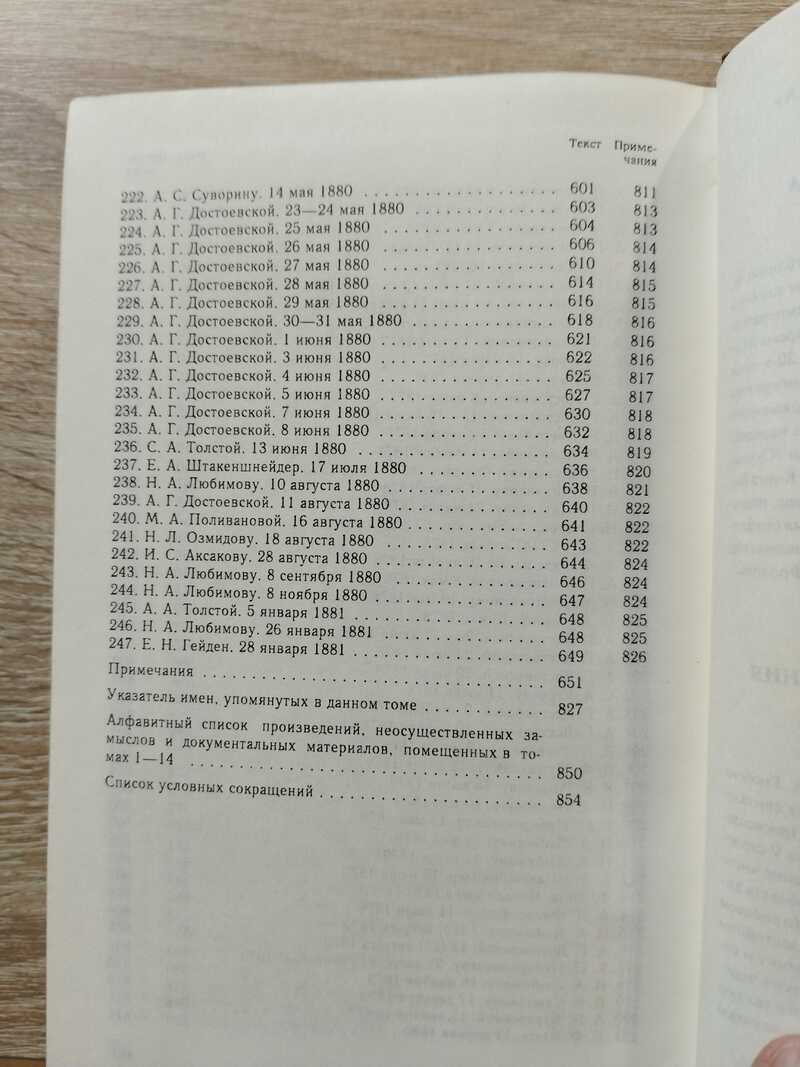 Текст Приме-
чания
222. А. С. Суворину. 14 мая 1880 . . . . . . . . . . . . . . . . 601 811
223. А. Г. Достоевской. 23—24 мая 1880 . . . . . . . . . . . . 603 813
224. А. Г. Достоевской. 25 мая 1880 . . . . . . . . . . . . . . 604 813
225. А. Г. Достоевской. 26 мая 1880 . . . . . . . . . . . . . . 606 814
226. А. Г. Достоевской. 27 мая 1880 . . . . . . . . . . . . . . 610 814
227. А. Г. Достоевской. 28 мая 1880 . . . . . . . . . . . . . . 614 815
228. А. Г. Достоевской. 29 мая 1880 . . . . . . . . . . . . . . 616 815
229. А. Г. Достоевской. 30—31 мая 1880 . . . . . . . . . . . . 618 816
230. А. Г. Достоевской. 1 июня 1880 . . . . . . . . . . . . . . 621 816
231. А. Г. Достоевской. 3 июня 1880 . . . . . . . . . . . . . . 622 816
232. А. Г. Достоевской. 4 июня 1880 . . . . . . . . . . . . . . 625 817
233. А. Г. Достоевской. 5 июня 1880 . . . . . . . . . . . . . . 627 817
234. А. Г. Достоевской. 7 июня 1880 . . . . . . . . . . . . . . 630 818
235. А. Г. Достоевской. 8 июня 1880 . . . . . . . . . . . . . . 632 818
236. С. А. Толстой. 13 июня 1880 . . . . . . . . . . . . . . . . 634 819
237. Е. А. Штакеншнейдер. 17 июля 1880 . . . . . . . . . . . 636 820
238. Н. А. Любимову. 10 августа 1880 . . . . . . . . . . . . . 638 821
239. А. Г. Достоевской. 11 августа 1880 . . . . . . . . . . . . 640 822
240. М. А. Поливановой. 16 августа 1880 . . . . . . . . . . . 641 822
241. Н. Л. Озмидову. 18 августа 1880 . . . . . . . . . . . . . 643 822
242. И. С. Аксакову. 28 августа 1880 . . . . . . . . . . . . . . 644 824
243. Н. А. Любимову. 8 сентября 1880 . . . . . . . . . . . . . 646 824
244. Н. А. Любимову. 8 ноября 1880 . . . . . . . . . . . . . . 647 824
245. А. А. Толстой. 5 января 1881 . . . . . . . . . . . . . . . . 648 825
246. Н. А. Любимову. 26 января 1881 . . . . . . . . . . . . . . 648 825
247. Е. Н. Гейден. 28 января 1881 . . . . . . . . . . . . . . . . 649 826
Примечания . . . . . . . . . . . . . . . . . . . . . . . . . . . 651
Указатель имен, упомянутых в данном томе . . . . . . . . . . . 827
Алфавитный список произведений, неосуществленных за-
мыслов и документальных материалов, помещенных в то-
мах 1—14 . . . . . . . . . . . . . . . . . . . . . . . . . . . . 850
Список условных сокращений . . . . . . . . . . . . . . . . . . 854